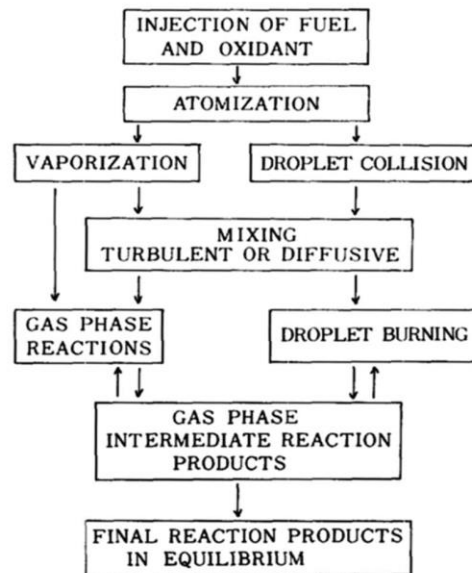 INJECTION OF FUEL
AND OXIDANT
ATOMIZATION
VAPORIZATION
DROPLET COLLISION
MIXING
TURBULENT OR DIFFUSIVE
GAS PHASE
REACTIONS
DROPLET BURNING
GAS PHASE
INTERMEDIATE REACTION
PRODUCTS
FINAL REACTION PRODUCTS
IN EQUILIBRIUM